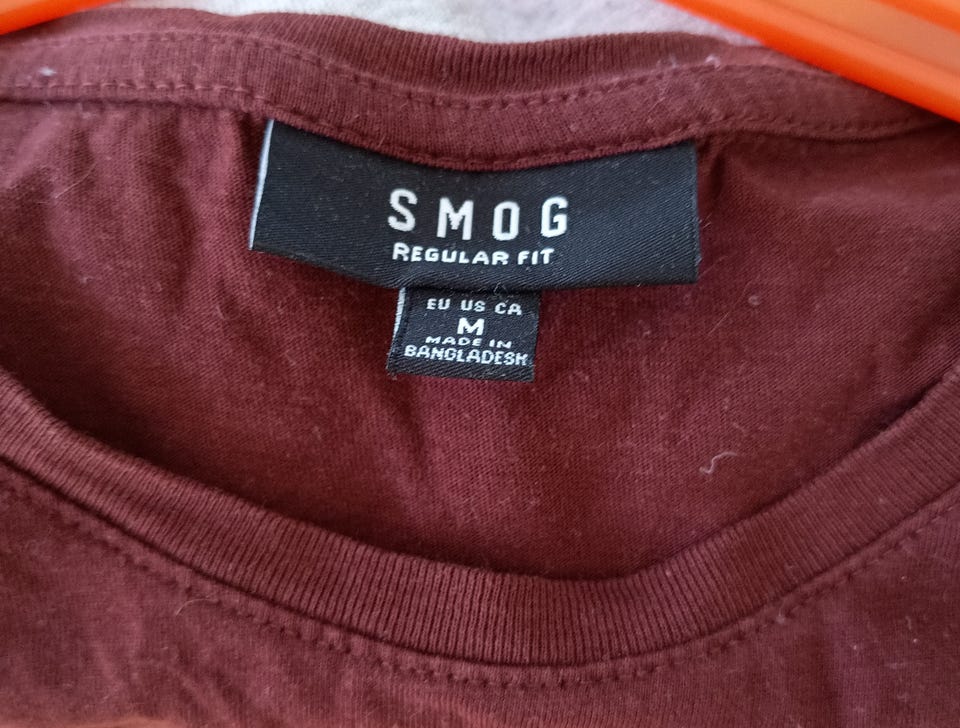 SMOG
REGULAR FIT
EU US CA
M
MADE IN
BANGLADESH